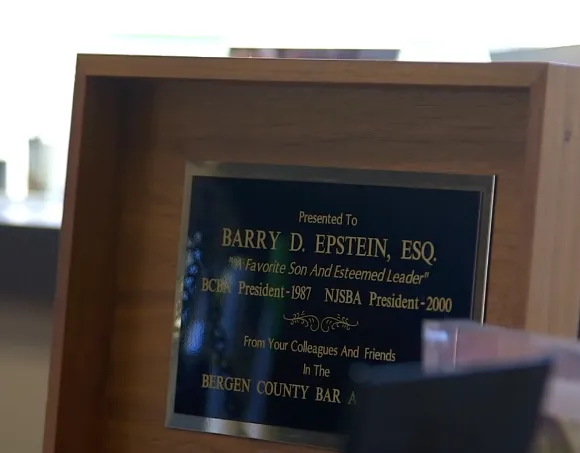 Presented To
BARRY D. EPSTEIN, ESQ.
"A Favorite Son And Esteemed Leader"
BCBA President-1987 NJSBA President-2000
From Your Colleagues And Friends
In The
BERGEN COUNTY BAR A